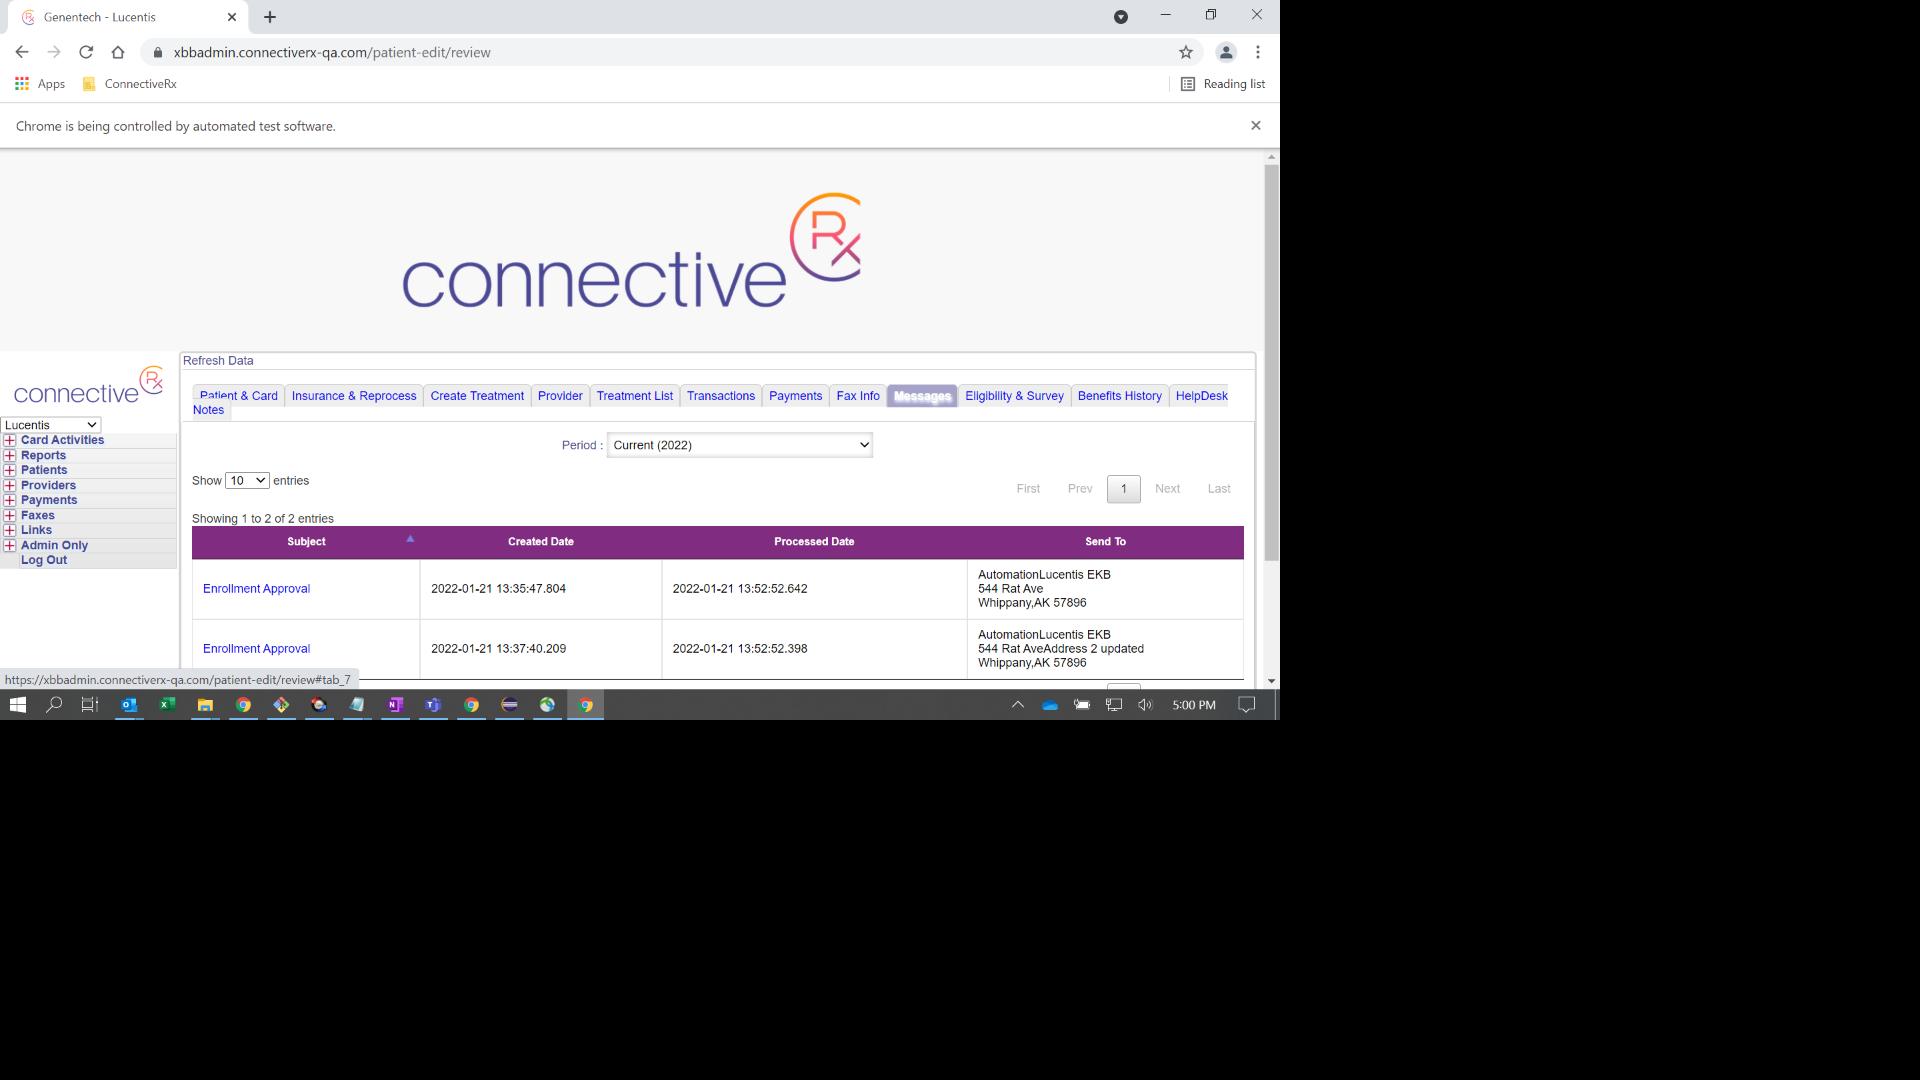 Genentech - Lucentis
xbbadmin.connectiverx-qa.com/patient-edit/review
Apps ConnectiveRx Reading list
Chrome is being controlled by automated test software.
connective Rx
connective Rx
Refresh Data
Patient & Card Insurance & Reprocess Create Treatment Provider Treatment List Transactions Payments Fax Info Messages Eligibility & Survey Benefits History HelpDesk
Notes
Lucentis
Card Activities
Reports
Patients
Providers
Payments
Faxes
Links
Admin Only
Log Out
Period : Current (2022)
Show 10 entries
First Prev 1 Next Last
Showing 1 to 2 of 2 entries
Subject Created Date Processed Date Send To
Enrollment Approval 2022-01-21 13:35:47.804 2022-01-21 13:52:52.642 AutomationLucentis EKB
544 Rat Ave
Whippany,AK 57896
Enrollment Approval 2022-01-21 13:37:40.209 2022-01-21 13:52:52.398 AutomationLucentis EKB
544 Rat AveAddress 2 updated
Whippany,AK 57896
https://xbbadmin.connectiverx-qa.com/patient-edit/review#tab_7
5:00 PM